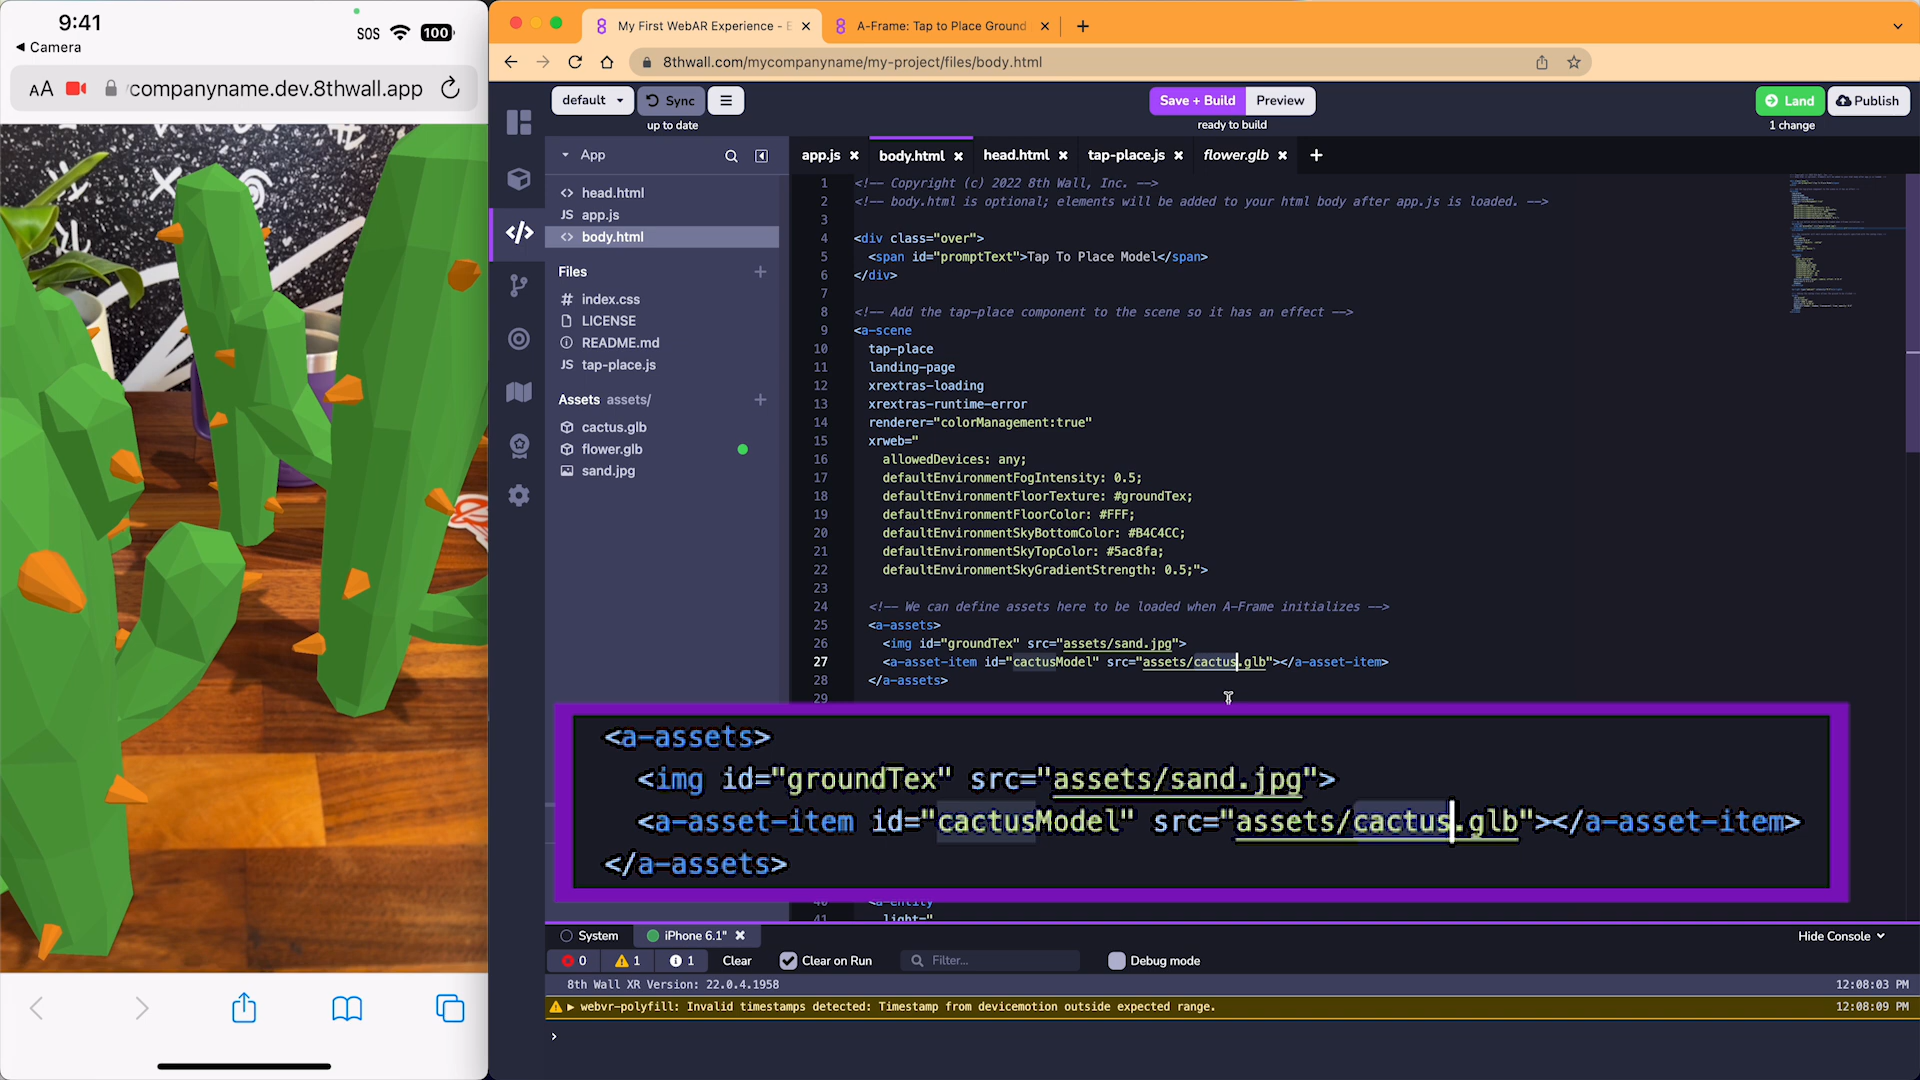 9:41
SOS
100
◀ Camera
AA
companyname.dev.8thwall.app
My First WebAR Experience - E
A-Frame: Tap to Place Ground
8thwall.com/mycompanyname/my-project/files/body.html
default
Sync
up to date
Save + Build
Preview
ready to build
Land
Publish
1 change
App
head.html
JS app.js
body.html
Files
# index.css
LICENSE
README.md
JS tap-place.js
Assets assets/
cactus.glb
flower.glb
sand.jpg
app.js
body.html
head.html
tap-place.js
flower.glb
1 <!-- Copyright (c) 2022 8th Wall, Inc. -->
2 <!-- body.html is optional; elements will be added to your html body after app.js is loaded. -->
3
4 <div class="over">
5 <span id="promptText">Tap To Place Model</span>
6 </div>
7
8 <!-- Add the tap-place component to the scene so it has an effect -->
9 <a-scene
10 tap-place
11 landing-page
12 xrextras-loading
13 xrextras-runtime-error
14 renderer="colorManagement:true"
15 xrweb="
16 allowedDevices: any;
17 defaultEnvironmentFogIntensity: 0.5;
18 defaultEnvironmentFloorTexture: #groundTex;
19 defaultEnvironmentFloorColor: #FFF;
20 defaultEnvironmentSkyBottomColor: #B4C4CC;
21 defaultEnvironmentSkyTopColor: #5ac8fa;
22 defaultEnvironmentSkyGradientStrength: 0.5;">
23
24 <!-- We can define assets here to be loaded when A-Frame initializes -->
25 <a-assets>
26 <img id="groundTex" src="assets/sand.jpg">
27 <a-asset-item id="cactusModel" src="assets/cactus.glb"></a-asset-item>
28 </a-assets>
29
<a-assets>
<img id="groundTex" src="assets/sand.jpg">
<a-asset-item id="cactusModel" src="assets/cactus.glb"></a-asset-item>
</a-assets>
40 <a-entity
41 light="
System
iPhone 6.1"
Hide Console
0
1
1
Clear
Clear on Run
Filter...
Debug mode
8th Wall XR Version: 22.0.4.1958
12:08:03 PM
webvr-polyfill: Invalid timestamps detected: Timestamp from devicemotion outside expected range.
12:08:09 PM